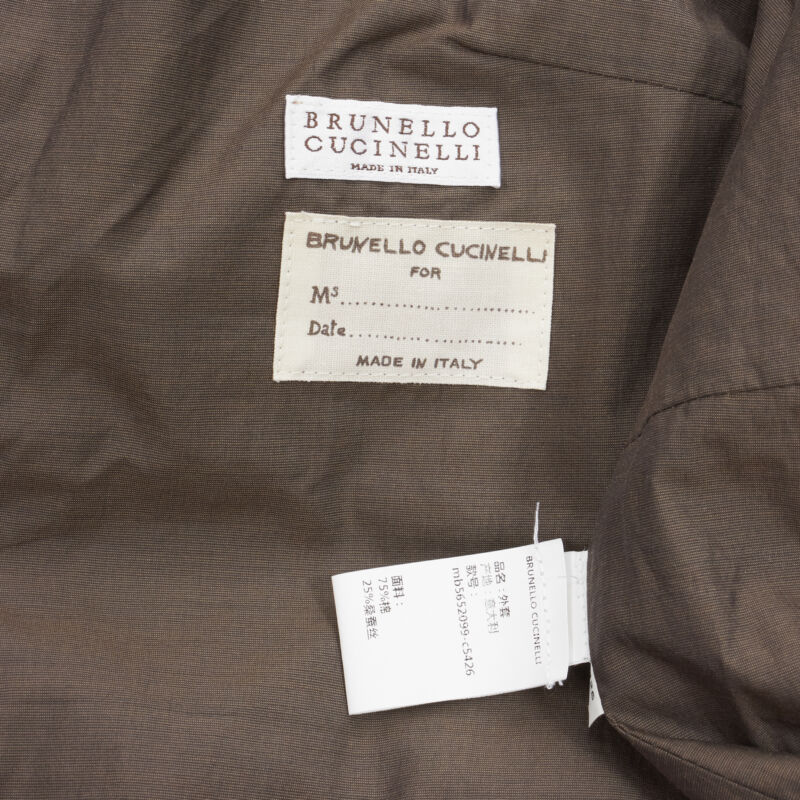 BRUNELLO
CUCINELLI
MADE IN ITALY
BRUNELLO CUCINELLI
FOR
Ms
Date
MADE IN ITALY
BRUNELLO CUCINELLI
品名：外套
产地：意大利
款号：
mb5652099-c5426
面料：
75%棉
25%桑蚕丝